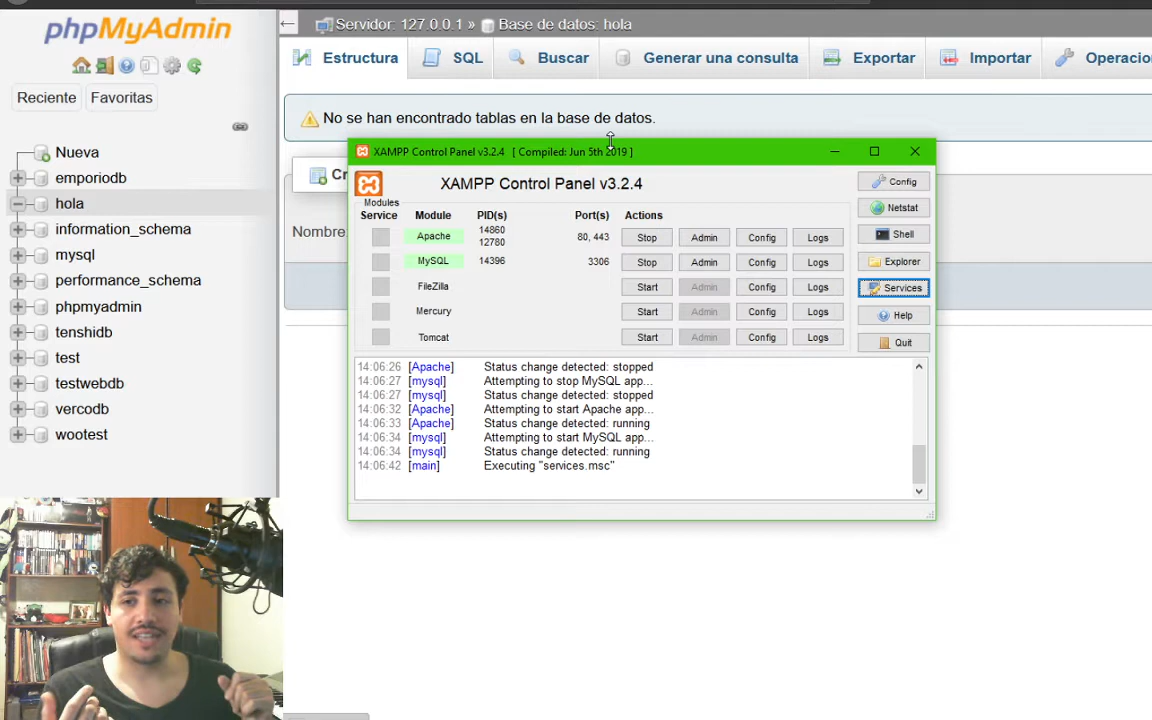 phpMyAdmin
Reciente
Favoritas
Nueva
emporiodb
hola
information_schema
mysql
performance_schema
phpmyadmin
tenshidb
test
testwebdb
vercodb
wootest
Servidor: 127.0.0.1 » Base de datos: hola
Estructura
SQL
Buscar
Generar una consulta
Exportar
Importar
Operacio
No se han encontrado tablas en la base de datos.
Cr
Nombre
XAMPP Control Panel v3.2.4 [ Compiled: Jun 5th 2019 ]
XAMPP Control Panel v3.2.4
Modules
Service Module PID(s) Port(s) Actions
Apache 14860 12780 80, 443 Stop Admin Config Logs
MySQL 14396 3306 Stop Admin Config Logs
FileZilla Start Admin Config Logs
Mercury Start Admin Config Logs
Tomcat Start Admin Config Logs
Config
Netstat
Shell
Explorer
Services
Help
Quit
14:06:26 [Apache] Status change detected: stopped
14:06:27 [mysql] Attempting to stop MySQL app...
14:06:27 [mysql] Status change detected: stopped
14:06:32 [Apache] Attempting to start Apache app...
14:06:33 [Apache] Status change detected: running
14:06:34 [mysql] Attempting to start MySQL app...
14:06:34 [mysql] Status change detected: running
14:06:42 [main] Executing "services.msc"